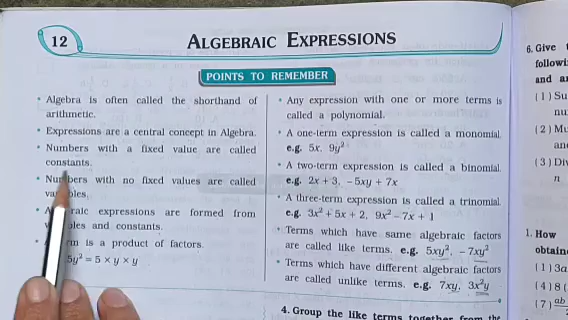 12
ALGEBRAIC EXPRESSIONS
POINTS TO REMEMBER
• Algebra is often called the shorthand of
arithmetic.
• Expressions are a central concept in Algebra.
• Numbers with a fixed value are called
constants.
• Numbers with no fixed values are called
• expressions are formed from
and constants.
is a product of factors.
5y² = 5 × y × y
• Any expression with one or more terms is
called a polynomial.
• A one-term expression is called a monomial.
e.g. 5x, 9y²
• A two-term expression is called a binomial.
e.g. 2x + 3, − 5xy + 7x
• A three-term expression is called a trinomial.
e.g. 3x² + 5x + 2, 9x² − 7x + 1
• Terms which have same algebraic factors
are called like terms. e.g. 5xy², − 7xy²
• Terms which have different algebraic factors
are called unlike terms. e.g. 7xy, 3x²y
4. Group the like terms together from the
6. Give
followi
and a
(1) Su
nu
(2) Mu
an
(3) Di
n
1. How
obtain
(1) 3a
(4) 8(
(7) ab